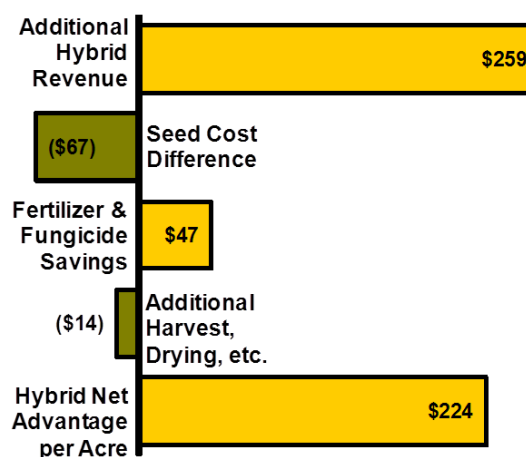 Additional
Hybrid
Revenue
$259
($67)
Seed Cost
Difference
Fertilizer &
Fungicide
Savings
$47
($14)
Additional
Harvest,
Drying, etc.
Hybrid Net
Advantage
per Acre
$224